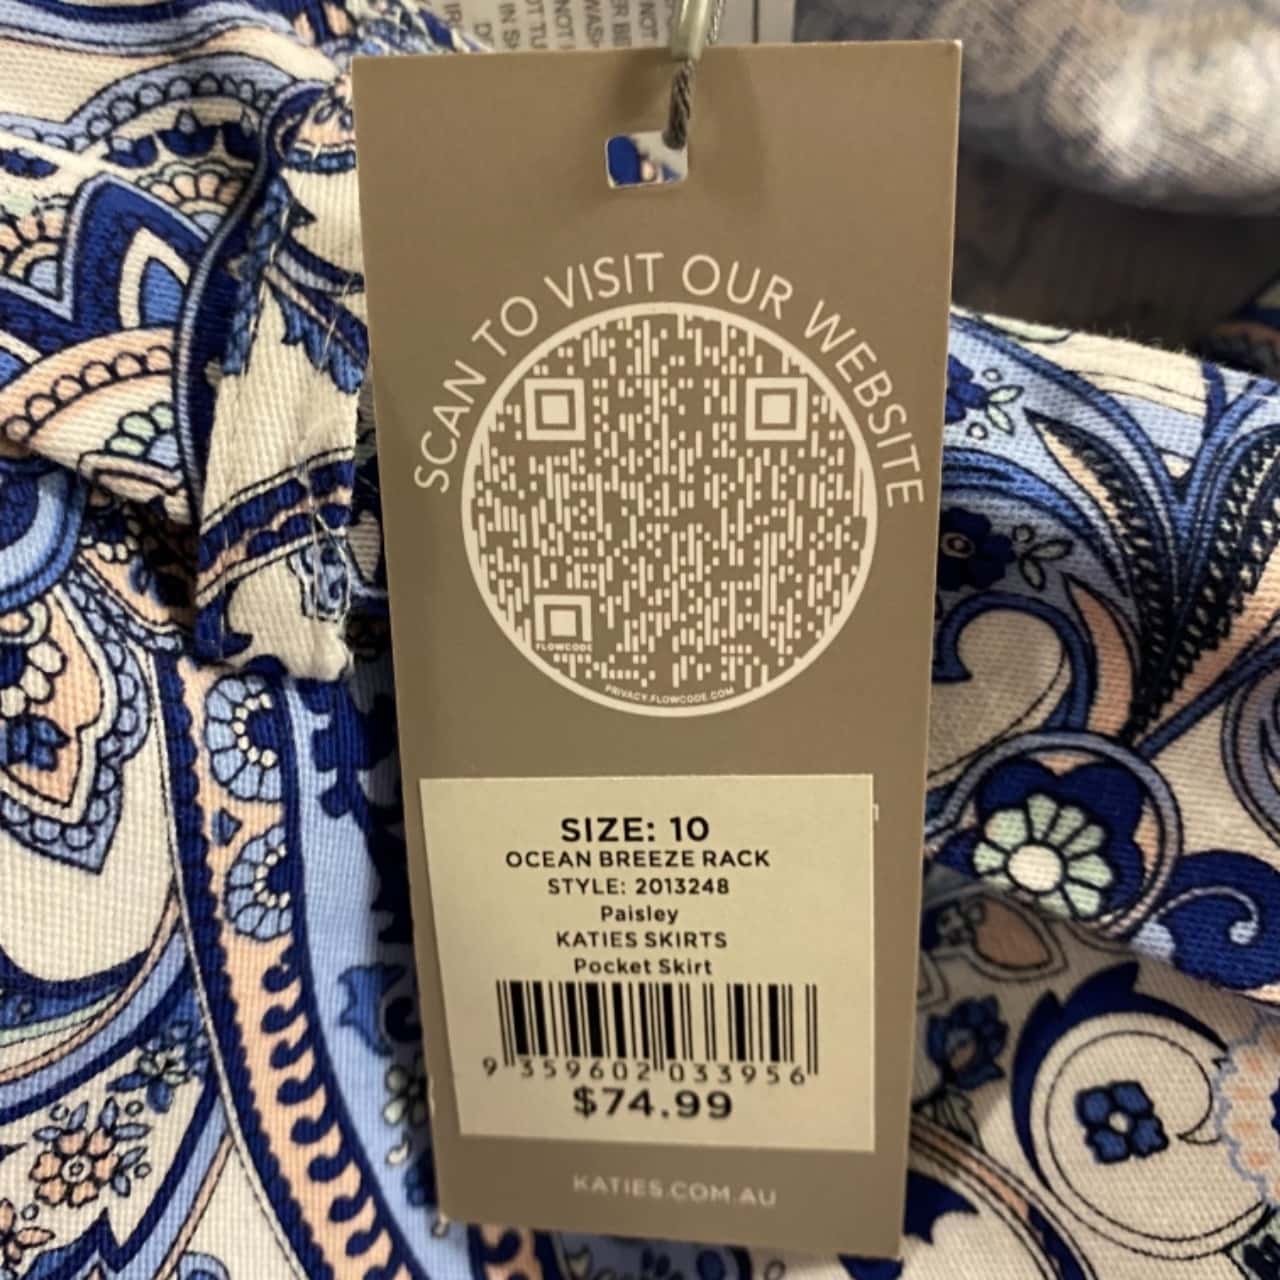 SCAN TO VISIT OUR WEBSITE
FLOWCODE
PRIVACY.FLOWCODE.COM
SIZE: 10
OCEAN BREEZE RACK
STYLE: 2013248
Paisley
KATIES SKIRTS
Pocket Skirt
9 359602 033956
$74.99
KATIES.COM.AU